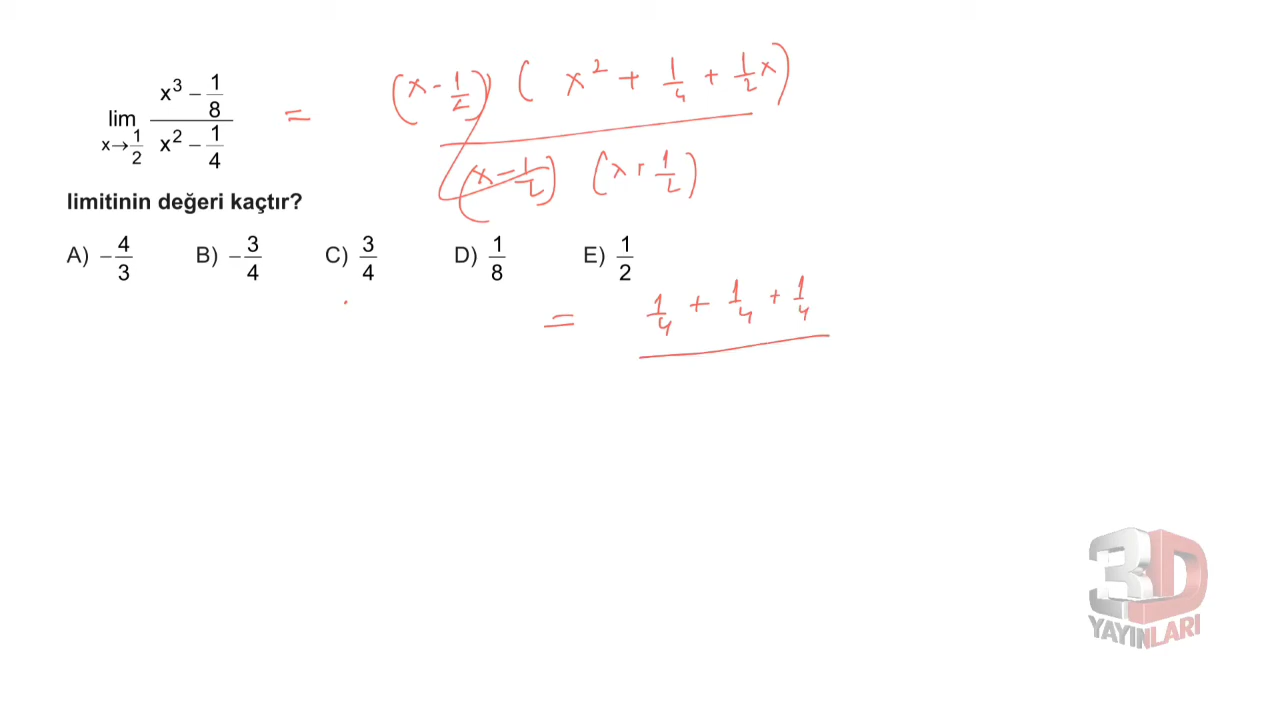 lim x→1/2 (x³ − 1/8)/(x² − 1/4) = (x − 1/2) (x² + 1/4 + 1/2 x) / (x − 1/2) (x + 1/2)
limitinin değeri kaçtır?
A) −4/3 B) −3/4 C) 3/4 D) 1/8 E) 1/2
= 1/4 + 1/4 + 1/4
3D
YAYINLARI